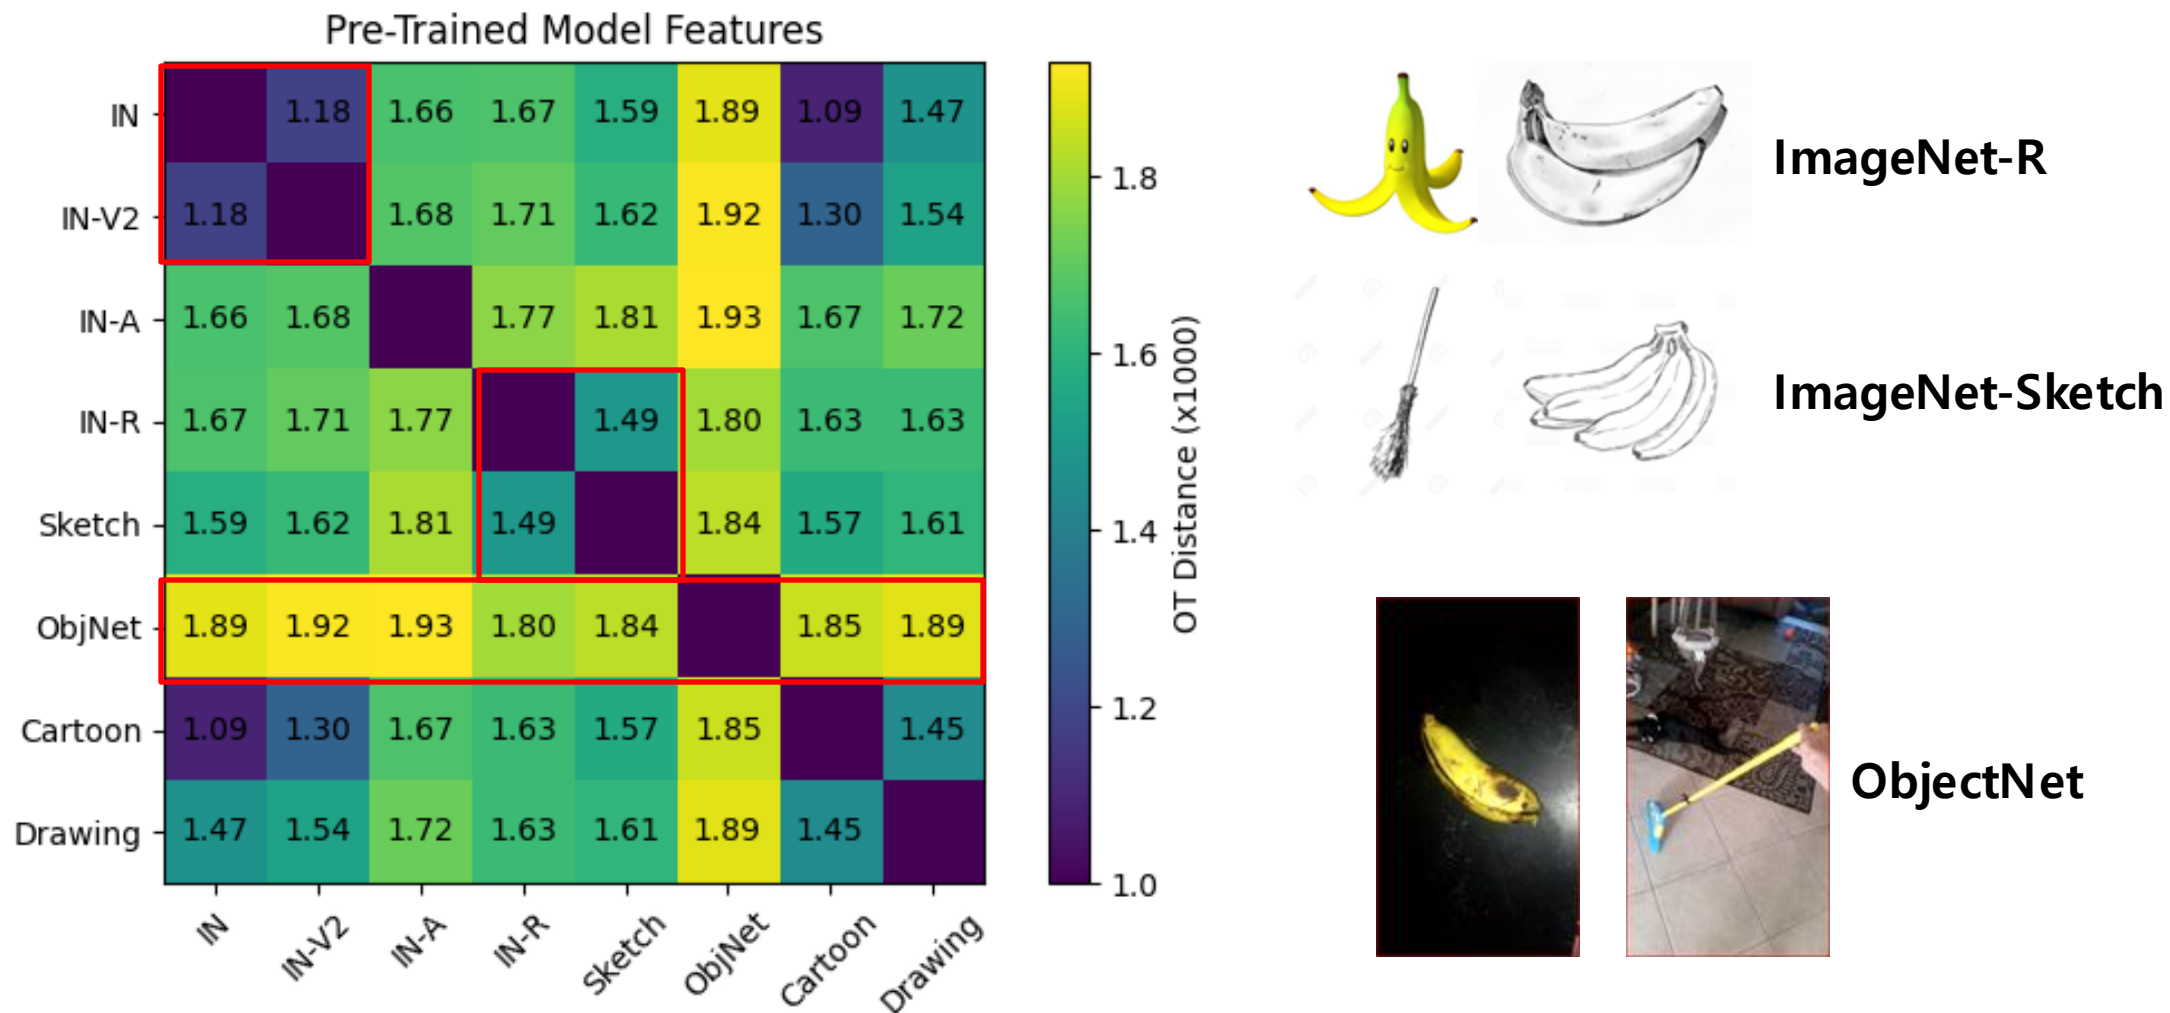 Pre-Trained Model Features
IN 1.18 1.66 1.67 1.59 1.89 1.09 1.47
IN-V2 1.18 1.68 1.71 1.62 1.92 1.30 1.54
IN-A 1.66 1.68 1.77 1.81 1.93 1.67 1.72
IN-R 1.67 1.71 1.77 1.49 1.80 1.63 1.63
Sketch 1.59 1.62 1.81 1.49 1.84 1.57 1.61
ObjNet 1.89 1.92 1.93 1.80 1.84 1.85 1.89
Cartoon 1.09 1.30 1.67 1.63 1.57 1.85 1.45
Drawing 1.47 1.54 1.72 1.63 1.61 1.89 1.45
IN IN-V2 IN-A IN-R Sketch ObjNet Cartoon Drawing
1.8
1.6
1.4
1.2
1.0
OT Distance (x1000)
ImageNet-R
ImageNet-Sketch
ObjectNet